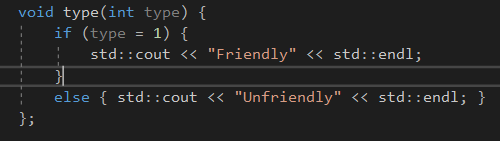 void type(int type) {
if (type = 1) {
std::cout << "Friendly" << std::endl;
}
else { std::cout << "Unfriendly" << std::endl; }
};